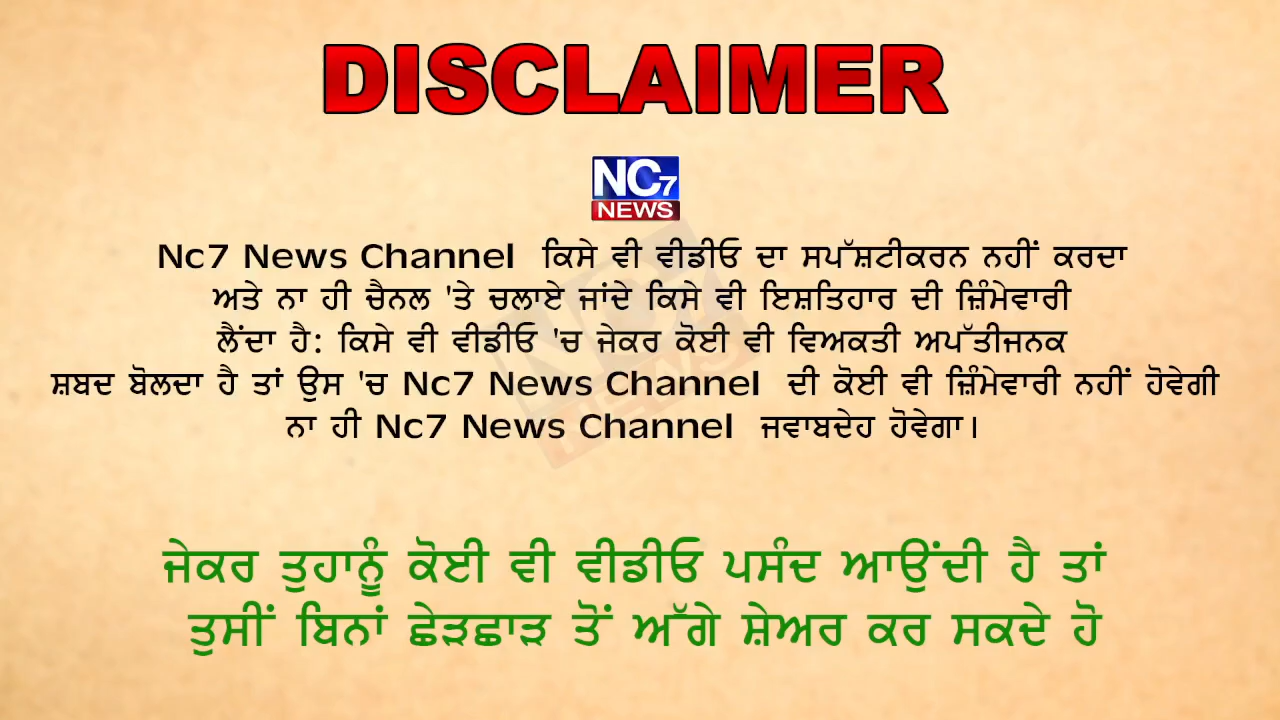 DISCLAIMER
NC7
NEWS
Nc7 News Channel ਕਿਸੇ ਵੀ ਵੀਡੀਓ ਦਾ ਸਪੱਸ਼ਟੀਕਰਨ ਨਹੀਂ ਕਰਦਾ
ਅਤੇ ਨਾ ਹੀ ਚੈਨਲ 'ਤੇ ਚਲਾਏ ਜਾਂਦੇ ਕਿਸੇ ਵੀ ਇਸ਼ਤਿਹਾਰ ਦੀ ਜ਼ਿੰਮੇਵਾਰੀ
ਲੈਂਦਾ ਹੈ: ਕਿਸੇ ਵੀ ਵੀਡੀਓ 'ਚ ਜੇਕਰ ਕੋਈ ਵੀ ਵਿਅਕਤੀ ਅਪੱਤੀਜਨਕ
ਸ਼ਬਦ ਬੋਲਦਾ ਹੈ ਤਾਂ ਉਸ 'ਚ Nc7 News Channel ਦੀ ਕੋਈ ਵੀ ਜ਼ਿੰਮੇਵਾਰੀ ਨਹੀਂ ਹੋਵੇਗੀ
ਨਾ ਹੀ Nc7 News Channel ਜਵਾਬਦੇਹ ਹੋਵੇਗਾ।
ਜੇਕਰ ਤੁਹਾਨੂੰ ਕੋਈ ਵੀ ਵੀਡੀਓ ਪਸੰਦ ਆਉਂਦੀ ਹੈ ਤਾਂ
ਤੁਸੀਂ ਬਿਨਾਂ ਛੇੜਛਾੜ ਤੋਂ ਅੱਗੇ ਸ਼ੇਅਰ ਕਰ ਸਕਦੇ ਹੋ